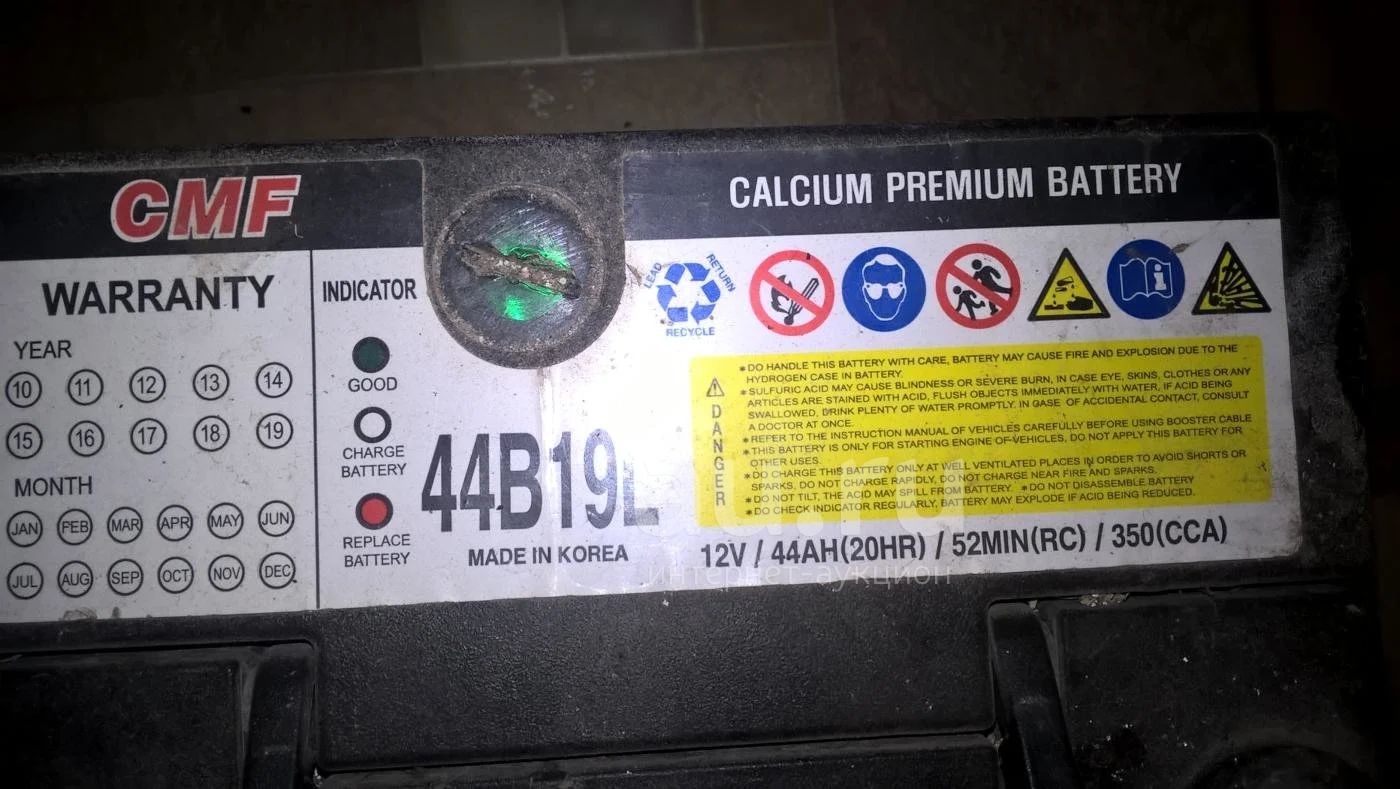 CMF
CALCIUM PREMIUM BATTERY
WARRANTY
YEAR
10 11 12 13 14
15 16 17 18 19
MONTH
JAN FEB MAR APR MAY JUN
JUL AUG SEP OCT NOV DEC
INDICATOR
GOOD
CHARGE
BATTERY
REPLACE
BATTERY
44B19L
MADE IN KOREA
LEAD RETURN
RECYCLE
DANGER
*DO HANDLE THIS BATTERY WITH CARE, BATTERY MAY CAUSE FIRE AND EXPLOSION DUE TO THE
HYDROGEN CASE IN BATTERY.
*SULFURIC ACID MAY CAUSE BLINDNESS OR SEVERE BURN, IN CASE EYE, SKINS, CLOTHES OR ANY
ARTICLES ARE STAINED WITH ACID, FLUSH OBJECTS IMMEDIATELY WITH WATER, IF ACID BEING
SWALLOWED, DRINK PLENTY OF WATER PROMPTLY. IN GASE OF ACCIDENTAL CONTACT, CONSULT
A DOCTOR AT ONCE.
*REFER TO THE INSTRUCTION MANUAL OF VEHICLES CAREFULLY BEFORE USING BOOSTER CABLE
*THIS BATTERY IS ONLY FOR STARTING ENGINE OF VEHICLES, DO NOT APPLY THIS BATTERY FOR
OTHER USES.
*DO CHARGE THIS BATTERY ONLY AT WELL VENTILATED PLACES IN ORDER TO AVOID SHORTS OR
SPARKS, DO NOT CHARGE RAPIDLY, DO NOT CHARGE NEAR FIRE AND SPARKS.
*DO NOT TILT, THE ACID MAY SPILL FROM BATTERY. *DO NOT DISASSEMBLE BATTERY
*DO CHECK INDICATOR REGULARLY, BATTERY MAY EXPLODE IF ACID BEING REDUCED.
12V / 44AH(20HR) / 52MIN(RC) / 350(CCA)
au.ru
интернет-аукцион